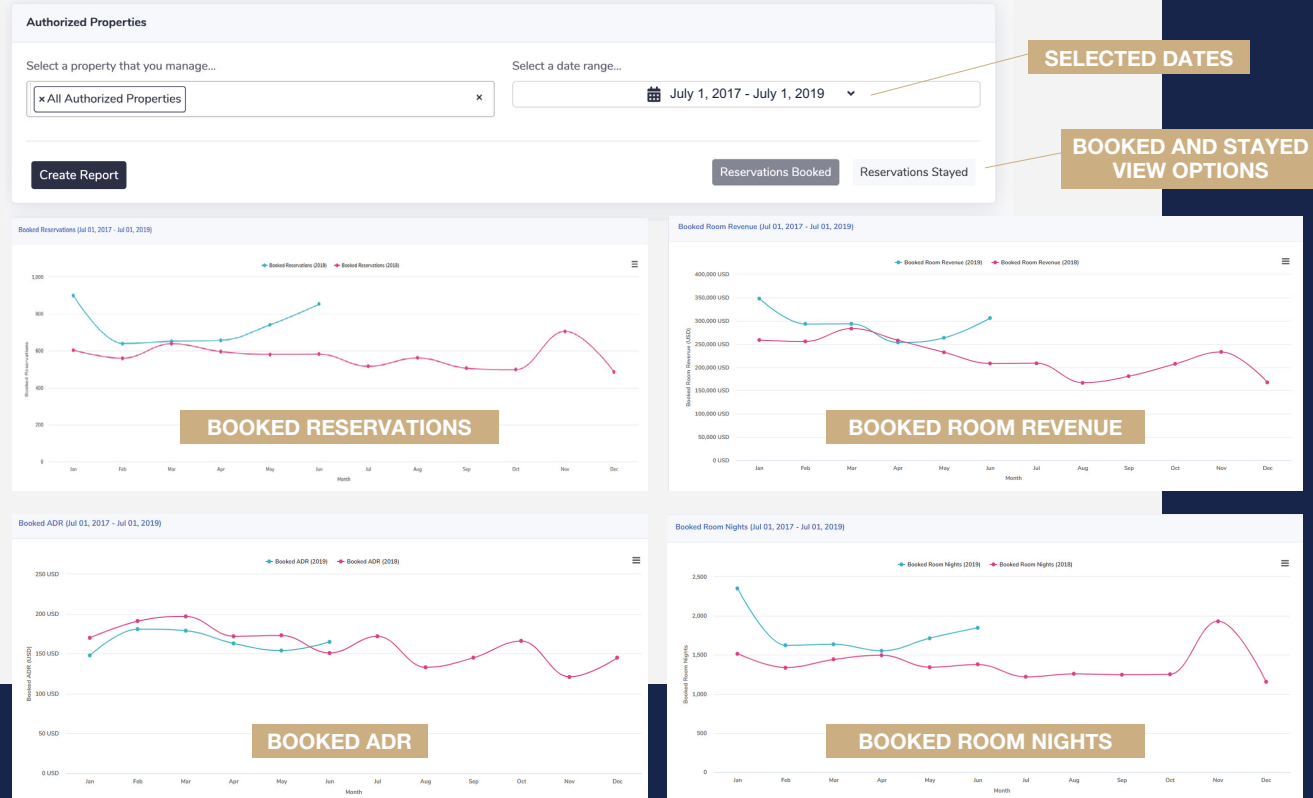 Authorized Properties
Select a property that you manage...
Select a date range...
× All Authorized Properties ×
July 1, 2017 - July 1, 2019
SELECTED DATES
Create Report
Reservations Booked
Reservations Stayed
BOOKED AND STAYED
VIEW OPTIONS
Booked Reservations (Jul 01, 2017 - Jul 01, 2019)
Booked Reservations (2019) Booked Reservations (2018)
1,000
800
600
400
200
0
Booked Reservations
BOOKED RESERVATIONS
Jan Feb Mar Apr May Jun Jul Aug Sep Oct Nov Dec
Month
Booked Room Revenue (Jul 01, 2017 - Jul 01, 2019)
Booked Room Revenue (2019) Booked Room Revenue (2018)
400,000 USD
350,000 USD
300,000 USD
250,000 USD
200,000 USD
150,000 USD
100,000 USD
50,000 USD
0 USD
Booked Room Revenue (USD)
BOOKED ROOM REVENUE
Jan Feb Mar Apr May Jun Jul Aug Sep Oct Nov Dec
Month
Booked ADR (Jul 01, 2017 - Jul 01, 2019)
Booked ADR (2019) Booked ADR (2018)
250 USD
200 USD
150 USD
100 USD
50 USD
0 USD
Booked ADR (USD)
BOOKED ADR
Jan Feb Mar Apr May Jun Jul Aug Sep Oct Nov Dec
Month
Booked Room Nights (Jul 01, 2017 - Jul 01, 2019)
Booked Room Nights (2019) Booked Room Nights (2018)
2,500
2,000
1,500
1,000
500
0
Booked Room Nights
BOOKED ROOM NIGHTS
Jan Feb Mar Apr May Jun Jul Aug Sep Oct Nov Dec
Month